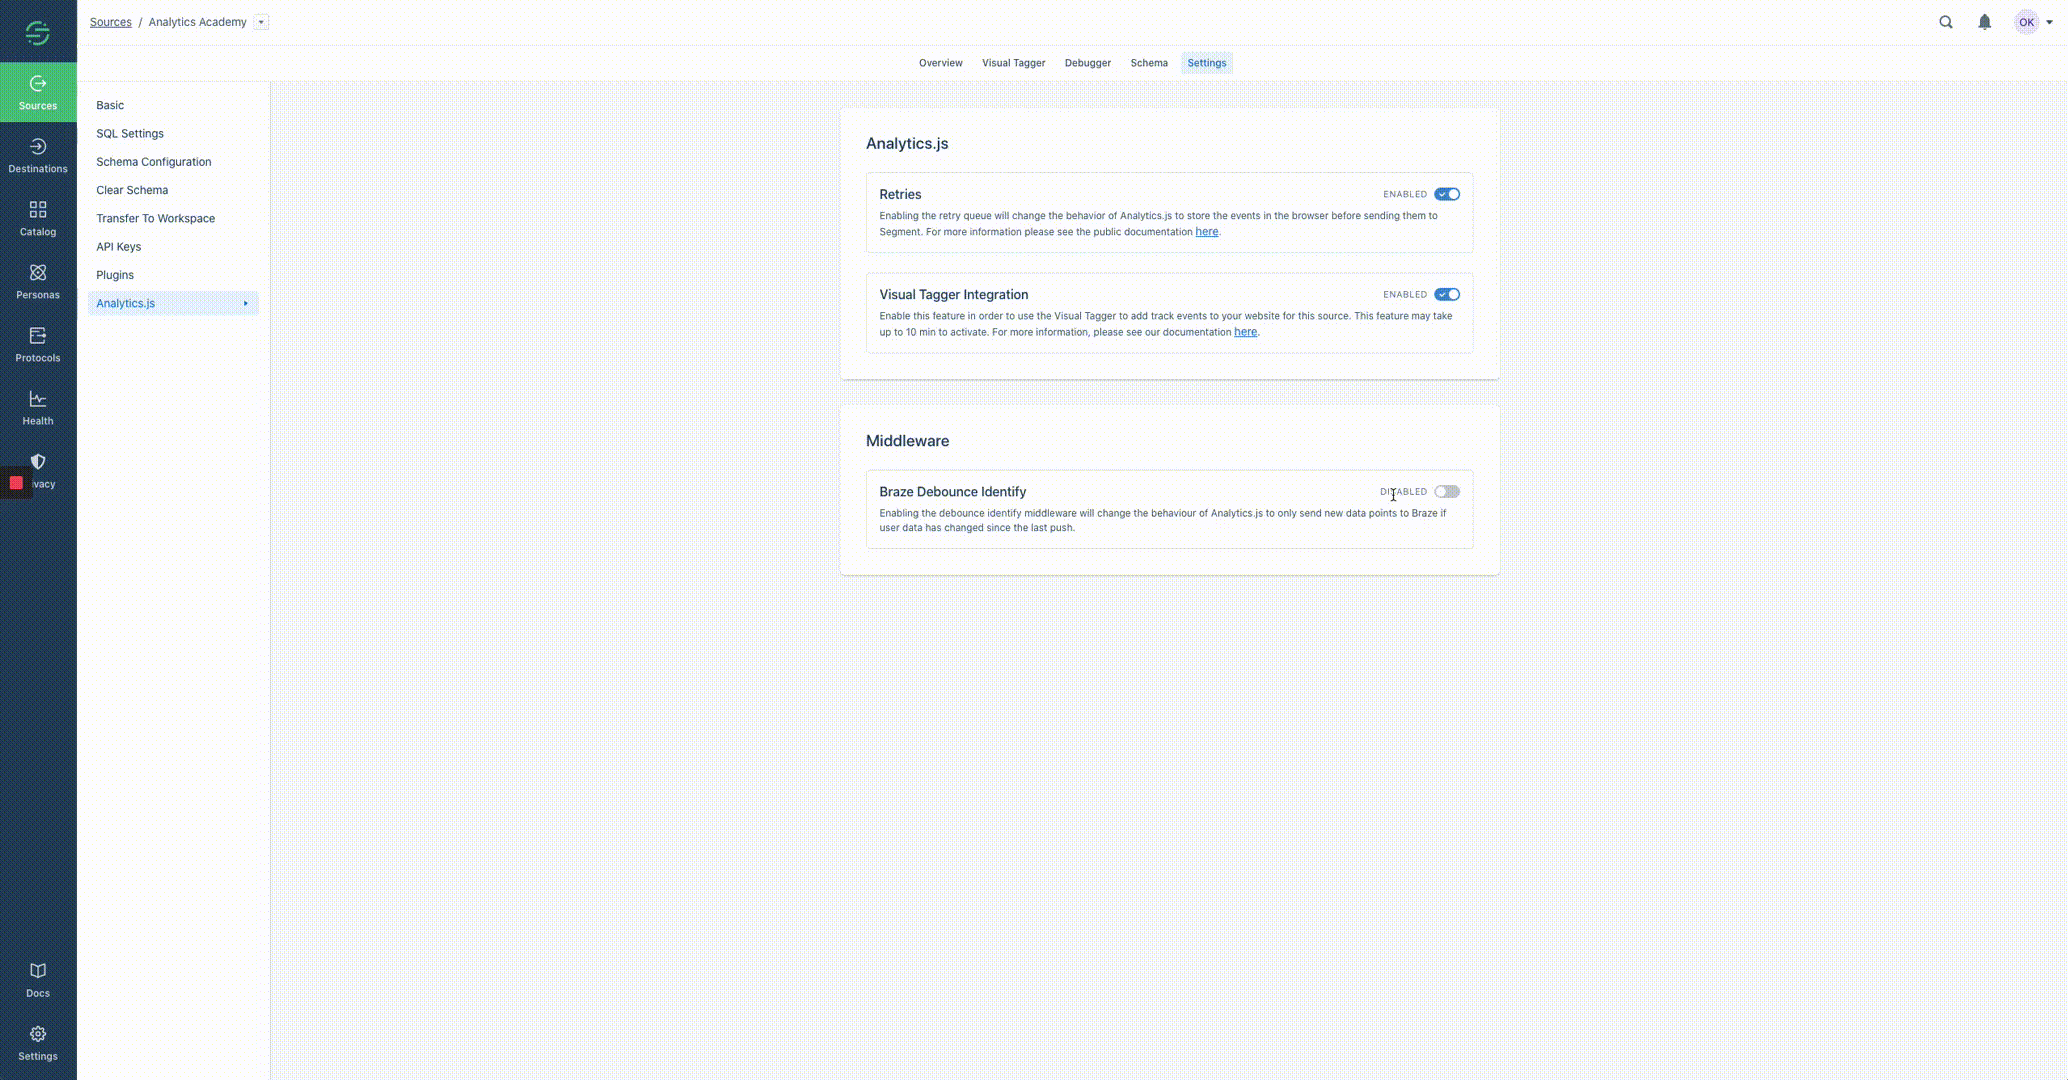 Sources / Analytics Academy
OK
Overview Visual Tagger Debugger Schema Settings
Sources
Destinations
Catalog
Personas
Protocols
Health
vacy
Docs
Settings
Basic
SQL Settings
Schema Configuration
Clear Schema
Transfer To Workspace
API Keys
Plugins
Analytics.js
Analytics.js
Retries ENABLED
Enabling the retry queue will change the behavior of Analytics.js to store the events in the browser before sending them to
Segment. For more information please see the public documentation here.
Visual Tagger Integration ENABLED
Enable this feature in order to use the Visual Tagger to add track events to your website for this source. This feature may take
up to 10 min to activate. For more information, please see our documentation here.
Middleware
Braze Debounce Identify DISABLED
Enabling the debounce identify middleware will change the behaviour of Analytics.js to only send new data points to Braze if
user data has changed since the last push.